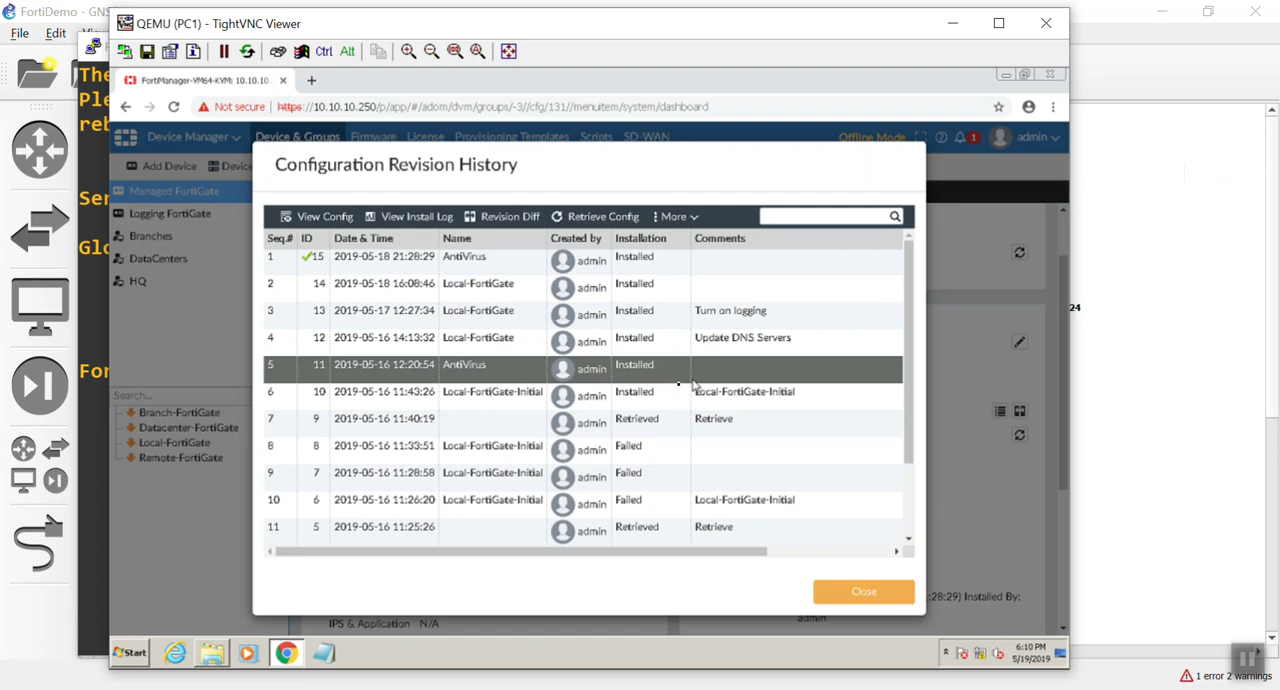 FortiDemo - GNS
File Edit
QEMU (PC1) - TightVNC Viewer
Ctrl Alt
The
Ple
reb
Ser
Glo
For
FortiManager-VM64-KVM: 10.10.10.
Not secure | https://10.10.10.250/p/app/#/adom/dvm/groups/-3//cfg/131//menuitem/system/dashboard
Device Manager Device & Groups Firmware License Provisioning Templates Scripts SD-WAN Offline Mode 1 admin
Add Device Device
Managed FortiGate
Logging FortiGate
Branches
DataCenters
HQ
Search...
Branch-FortiGate
Datacenter-FortiGate
Local-FortiGate
Remote-FortiGate
Configuration Revision History
View Config View Install Log Revision Diff Retrieve Config More
Seq.# ID Date & Time Name Created by Installation Comments
1 15 2019-05-18 21:28:29 AntiVirus admin Installed
2 14 2019-05-18 16:08:46 Local-FortiGate admin Installed
3 13 2019-05-17 12:27:34 Local-FortiGate admin Installed Turn on logging
4 12 2019-05-16 14:13:32 Local-FortiGate admin Installed Update DNS Servers
5 11 2019-05-16 12:20:54 AntiVirus admin Installed
6 10 2019-05-16 11:43:26 Local-FortiGate-Initial admin Installed Local-FortiGate-Initial
7 9 2019-05-16 11:40:19 admin Retrieved Retrieve
8 8 2019-05-16 11:33:51 Local-FortiGate-Initial admin Failed
9 7 2019-05-16 11:28:58 Local-FortiGate-Initial admin Failed
10 6 2019-05-16 11:26:20 Local-FortiGate-Initial admin Failed Local-FortiGate-Initial
11 5 2019-05-16 11:25:26 admin Retrieved Retrieve
Close
24
:28:29) Installed By:
admin
IPS & Application N/A
Start
6:10 PM
5/19/2019
1 error 2 warnings